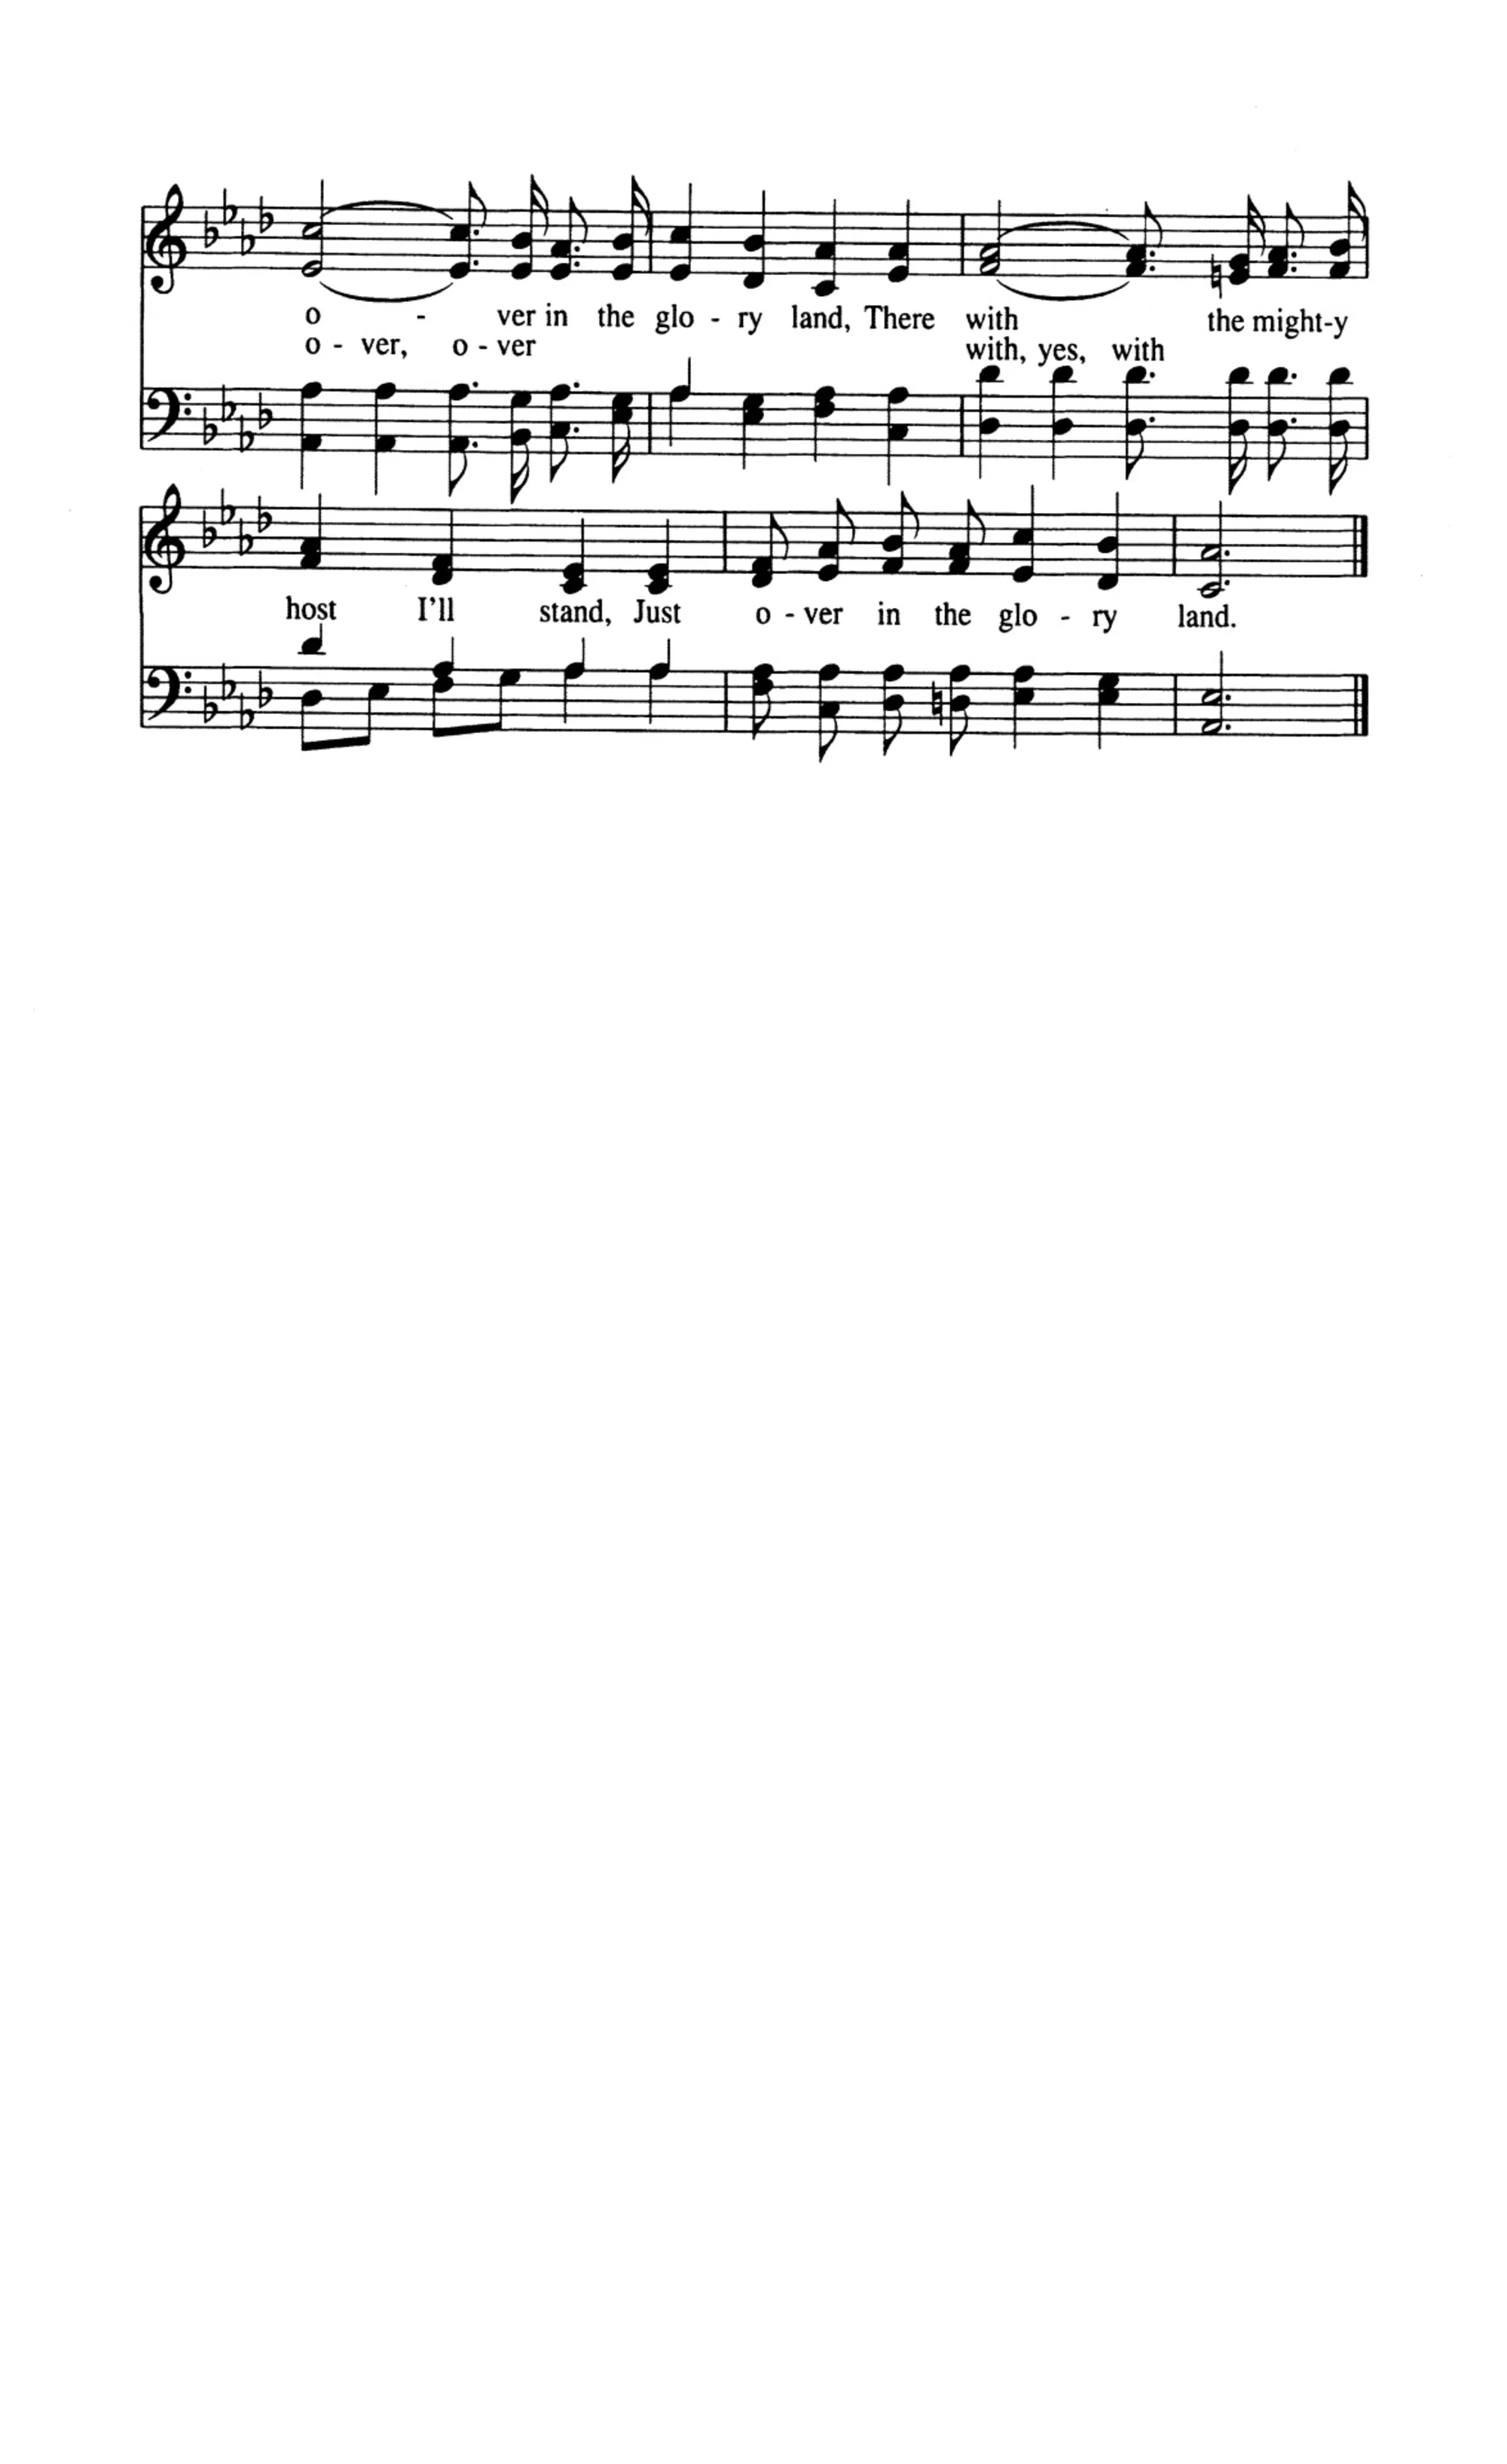 o - ver in the glo - ry land, There with the might-y
o - ver, o - ver with, yes, with
host I'll stand, Just o - ver in the glo - ry land.